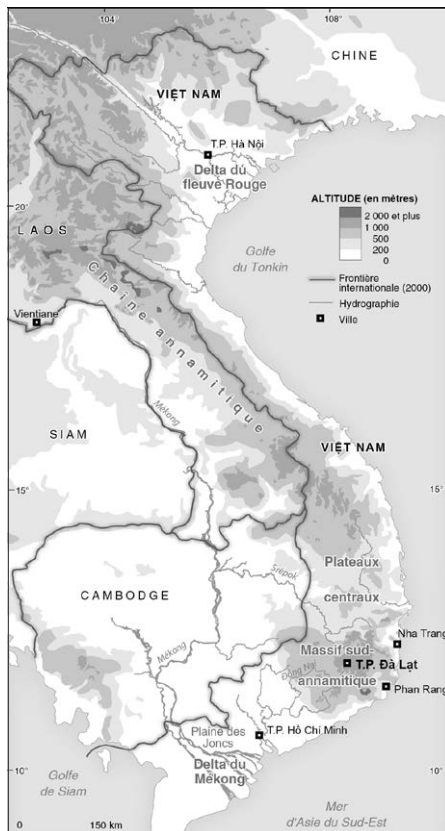 104°
108°
CHINE
VIỆT NAM
T.P. Hà Nội
Delta du
fleuve Rouge
ALTITUDE (en mètres)
2 000 et plus
1 000
500
200
0
20°
LAOS
Golfe
du Tonkin
Frontière
internationale (2000)
Hydrographie
Ville
Vientiane
Chaîne annamitique
Mékong
SIAM
VIỆT NAM
15°
15°
Plateaux
centraux
Srépok
CAMBODGE
Nha Trang
Massif sud-
T.P. Đà Lạt
annamitique
Mékong
Phan Rang
Plaine des
Joncs
T.P. Hồ Chí Minh
Delta du
Mékong
10°
10°
Golfe
de Siam
Mer
d'Asie du Sud-Est
0
150 km